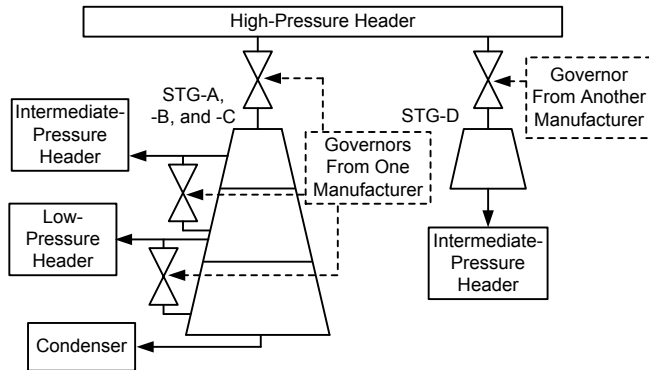 High-Pressure Header
STG-A,
-B, and -C
STG-D
Governor
From Another
Manufacturer
Intermediate-
Pressure
Header
Governors
From One
Manufacturer
Low-
Pressure
Header
Intermediate-
Pressure
Header
Condenser